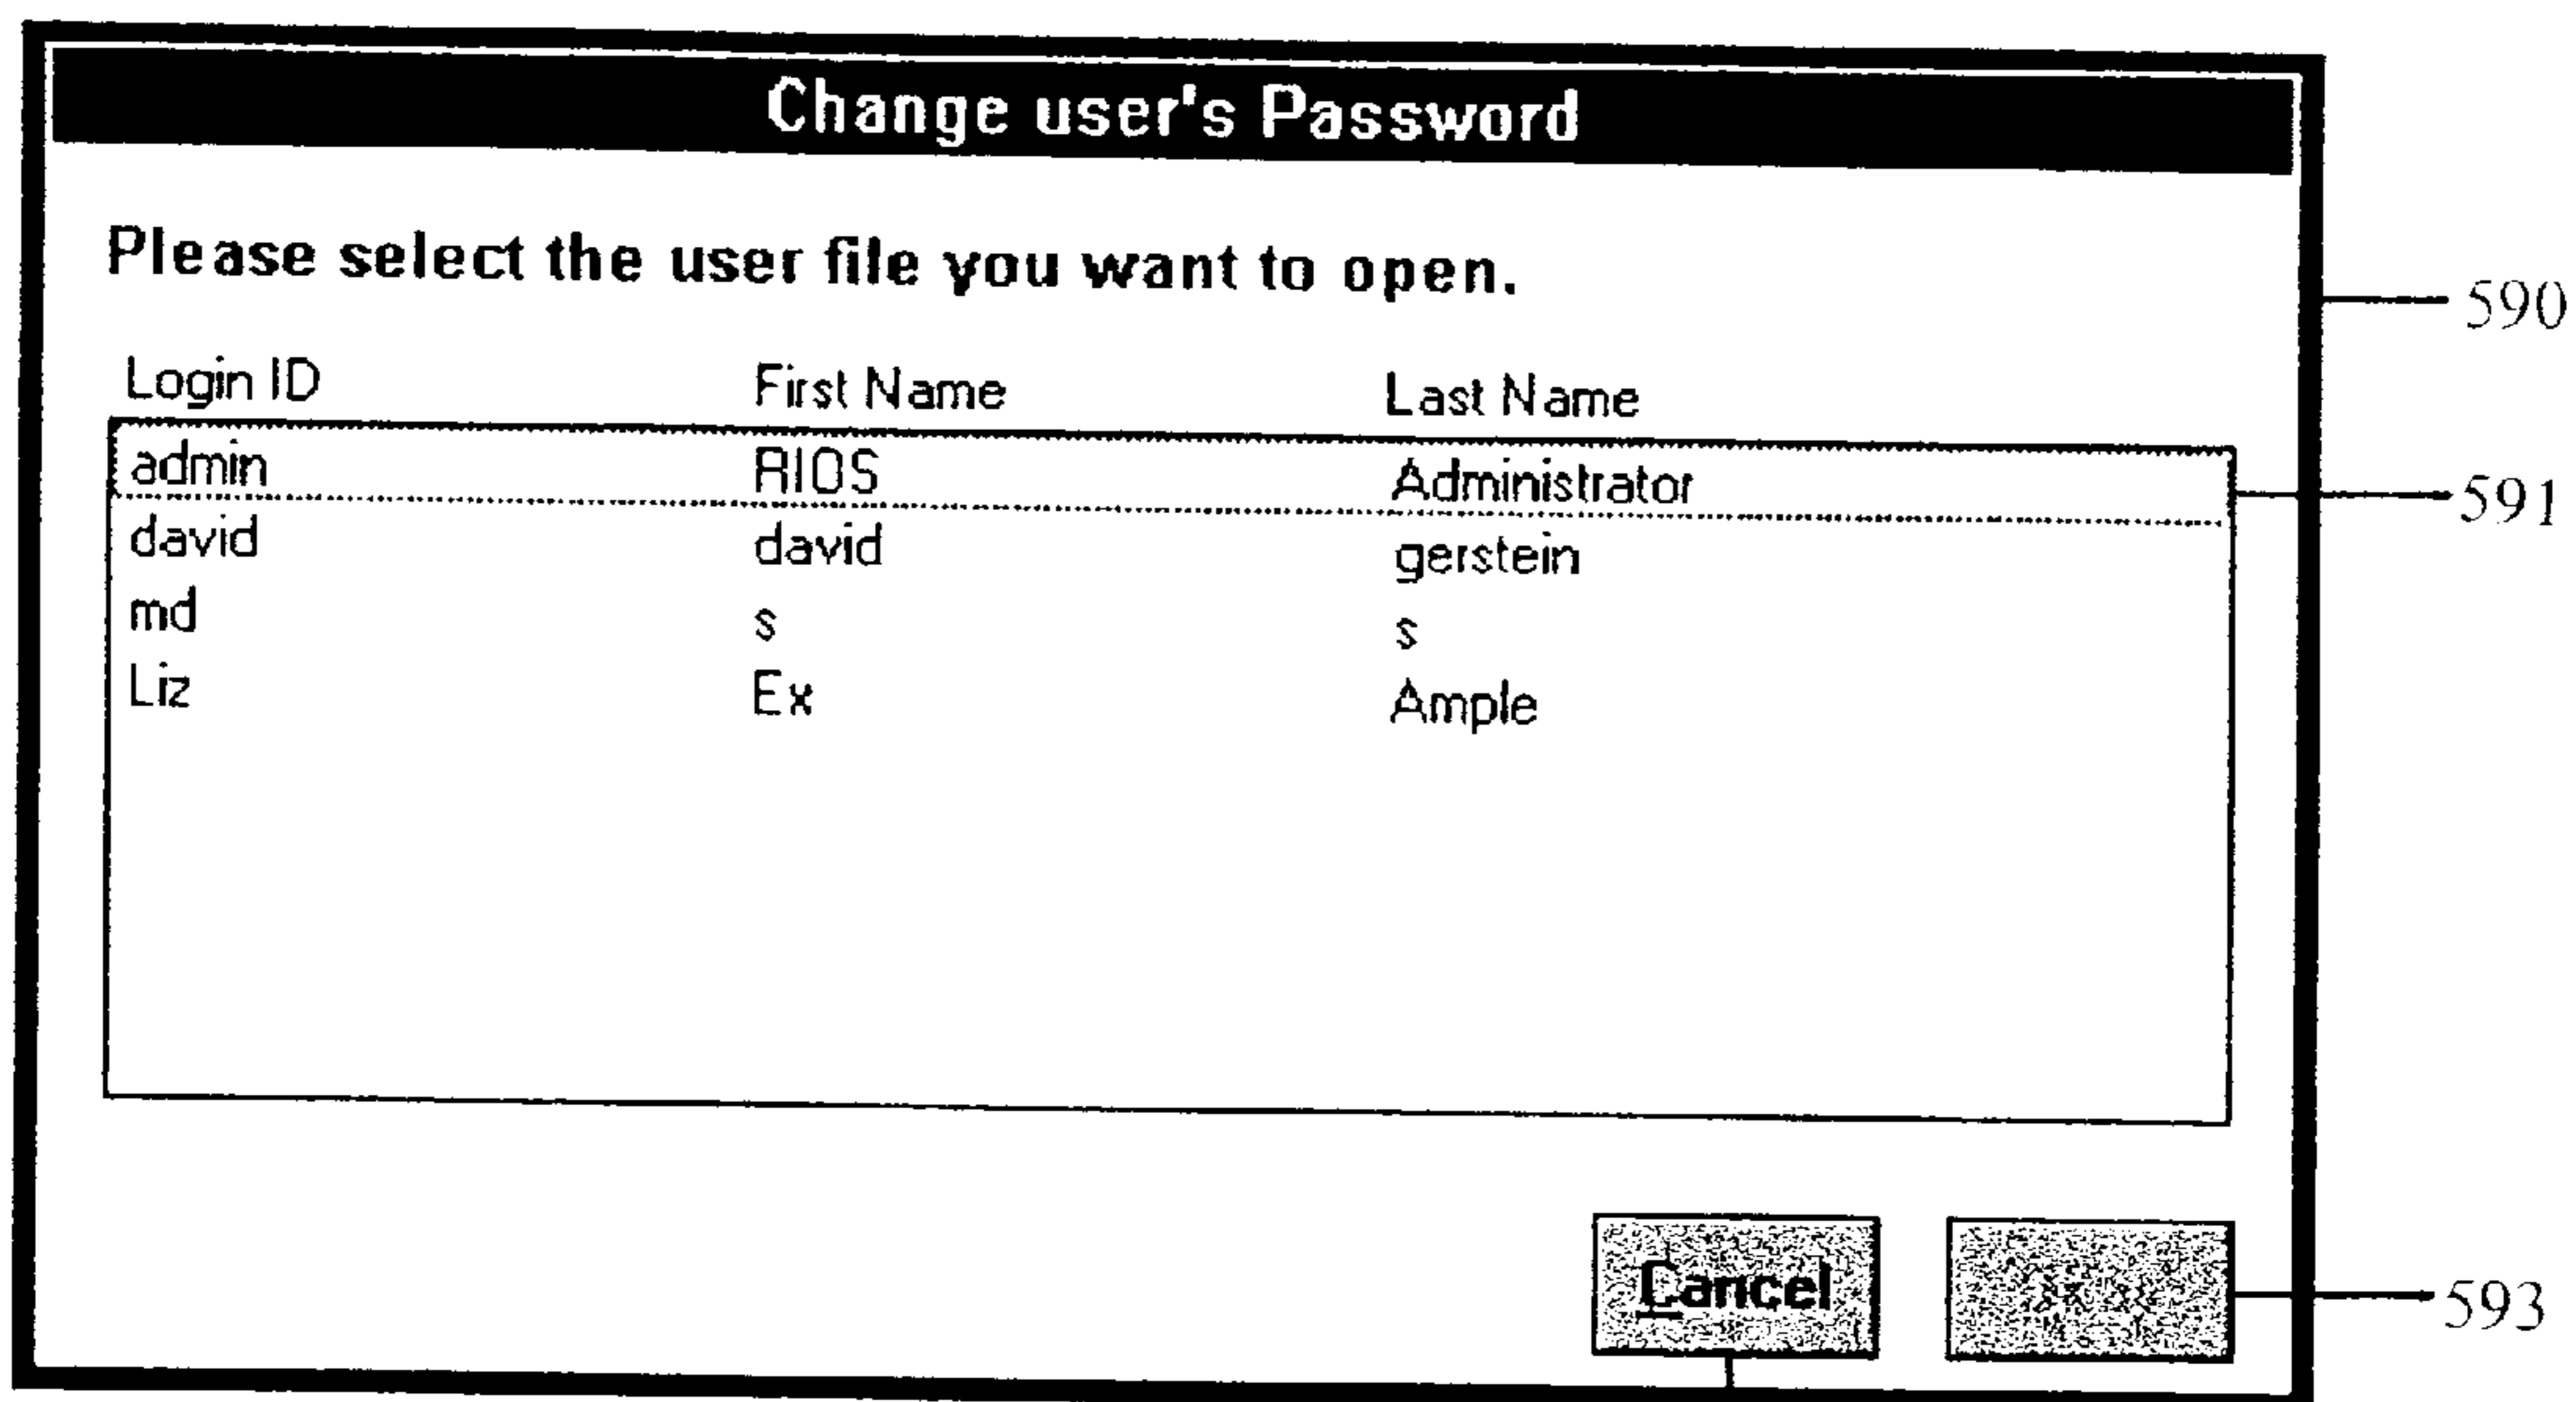 Change user's Password
Please select the user file you want to open.
590
Login ID First Name Last Name
admin RIOS Administrator
591
david david gerstein
md s s
Liz Ex Ample
Cancel
593